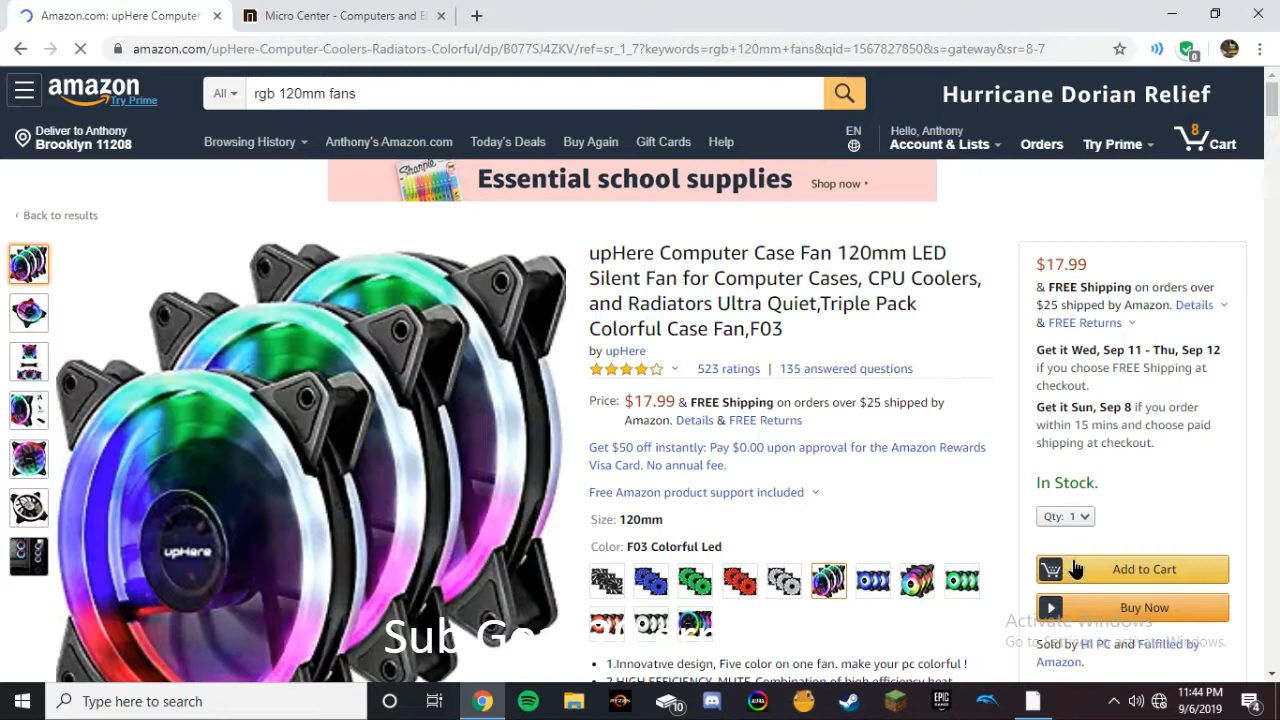 Amazon.com: upHere Computer
Micro Center - Computers and El
amazon.com/upHere-Computer-Coolers-Radiators-Colorful/dp/B077SJ4ZKV/ref=sr_1_7?keywords=rgb+120mm+fans&qid=1567827850&s=gateway&sr=8-7
0
amazon
Try Prime
All
rgb 120mm fans
Hurricane Dorian Relief
Deliver to Anthony
Brooklyn 11208
Browsing History
Anthony's Amazon.com
Today's Deals
Buy Again
Gift Cards
Help
EN
Hello, Anthony
Account & Lists
Orders
Try Prime
8
Cart
Sharpie
Essential school supplies
Shop now
Back to results
upHere
upHere Computer Case Fan 120mm LED
Silent Fan for Computer Cases, CPU Coolers,
and Radiators Ultra Quiet,Triple Pack
Colorful Case Fan,F03
by upHere
523 ratings | 135 answered questions
Price: $17.99 & FREE Shipping on orders over $25 shipped by
Amazon. Details & FREE Returns
Get $50 off instantly: Pay $0.00 upon approval for the Amazon Rewards
Visa Card. No annual fee.
Free Amazon product support included
Size: 120mm
Color: F03 Colorful Led
• 1.Innovative design, Five color on one fan. make your pc colorful !
$17.99
& FREE Shipping on orders over
$25 shipped by Amazon. Details
& FREE Returns
Get it Wed, Sep 11 - Thu, Sep 12
if you choose FREE Shipping at
checkout.
Get it Sun, Sep 8 if you order
within 15 mins and choose paid
shipping at checkout.
In Stock.
Qty: 1
Add to Cart
Buy Now
Activate Windows
Go to Settings to activate Windows.
Sold by HI PC and Fulfilled by
Amazon.
Sub
Type here to search
RYZEN
10
AURA
EPIC
GAMES
11:44 PM
9/6/2019
4